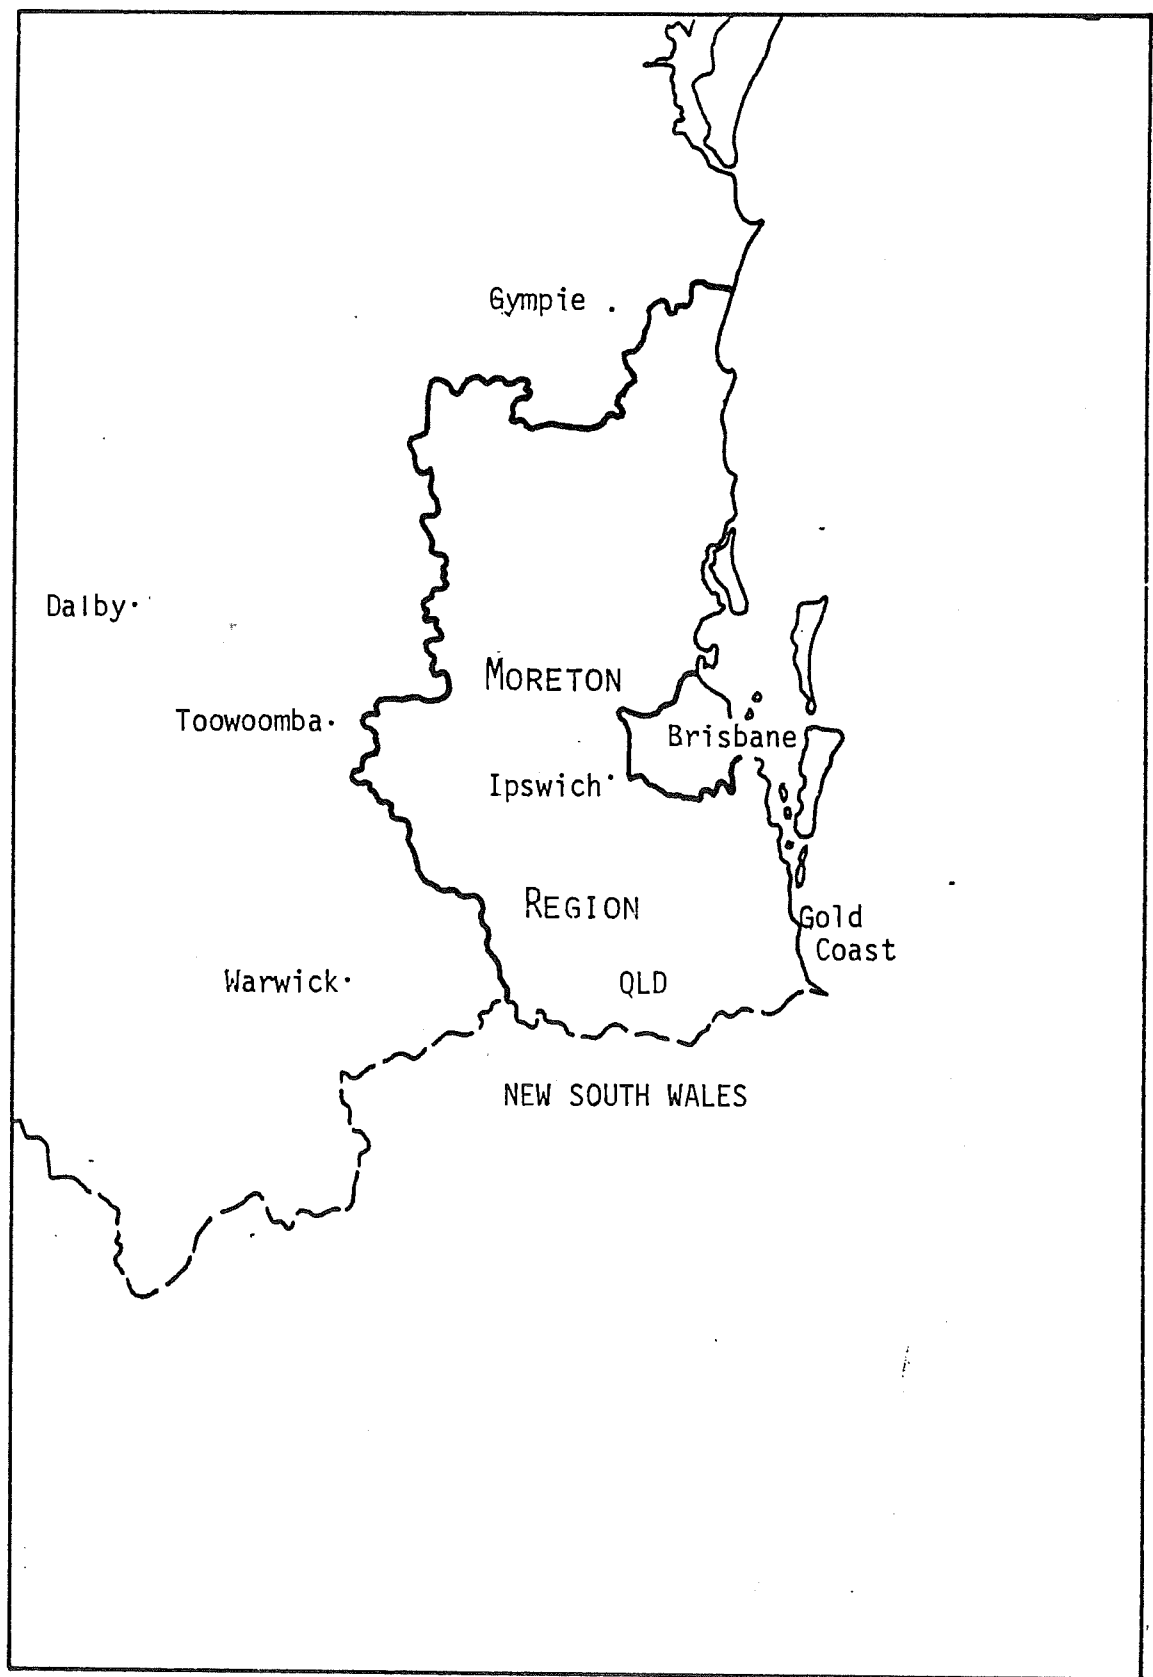 Gympie
Dalby
MORETON
Toowoomba
Brisbane
Ipswich
REGION
Gold
Coast
Warwick
QLD
NEW SOUTH WALES